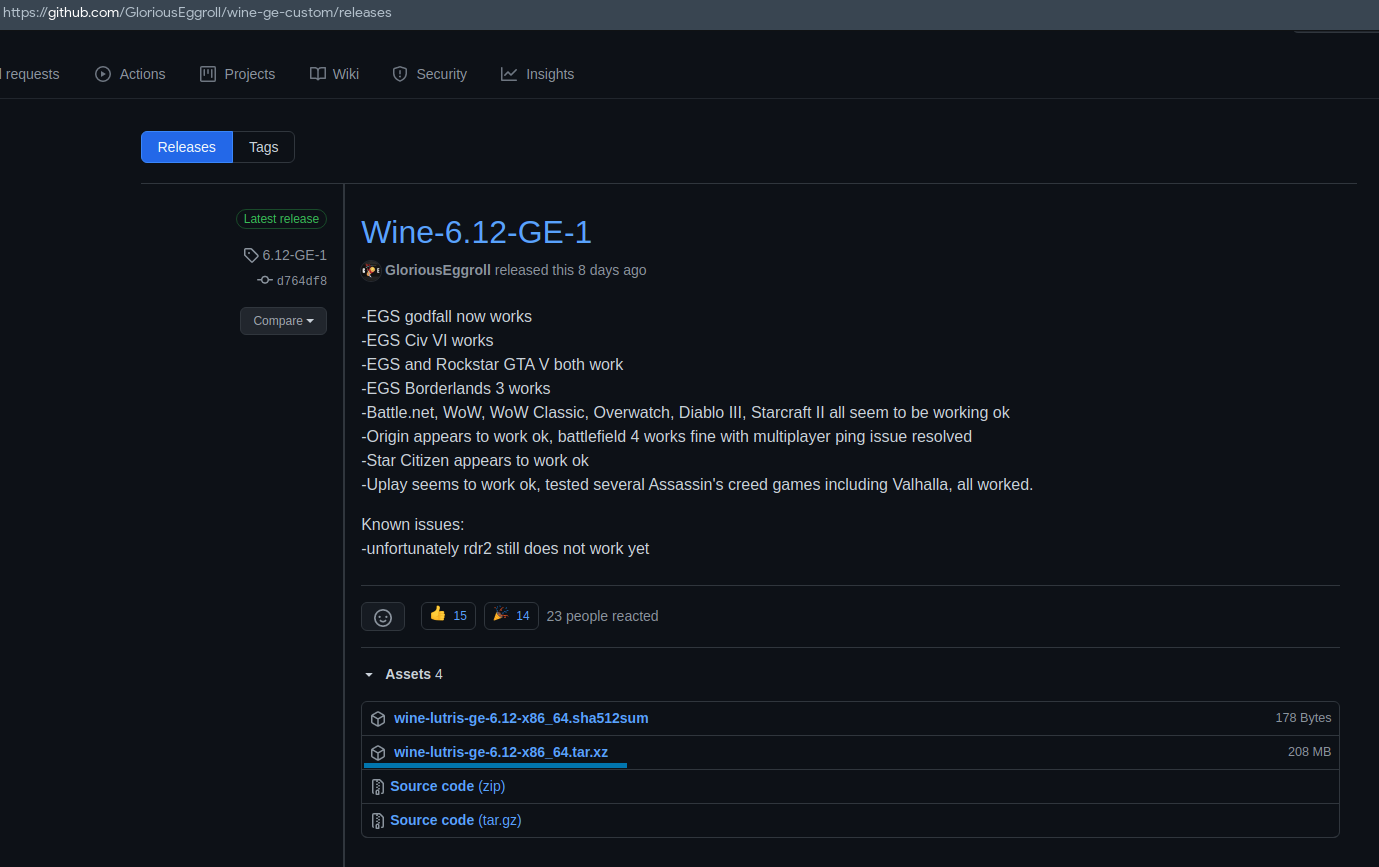 https://github.com/GloriousEggroll/wine-ge-custom/releases
requests Actions Projects Wiki Security Insights
Releases Tags
Latest release
6.12-GE-1
d764df8
Compare
Wine-6.12-GE-1
GloriousEggroll released this 8 days ago
-EGS godfall now works
-EGS Civ VI works
-EGS and Rockstar GTA V both work
-EGS Borderlands 3 works
-Battle.net, WoW, WoW Classic, Overwatch, Diablo III, Starcraft II all seem to be working ok
-Origin appears to work ok, battlefield 4 works fine with multiplayer ping issue resolved
-Star Citizen appears to work ok
-Uplay seems to work ok, tested several Assassin's creed games including Valhalla, all worked.
Known issues:
-unfortunately rdr2 still does not work yet
👍 15 🎉 14 23 people reacted
Assets 4
wine-lutris-ge-6.12-x86_64.sha512sum 178 Bytes
wine-lutris-ge-6.12-x86_64.tar.xz 208 MB
Source code (zip)
Source code (tar.gz)